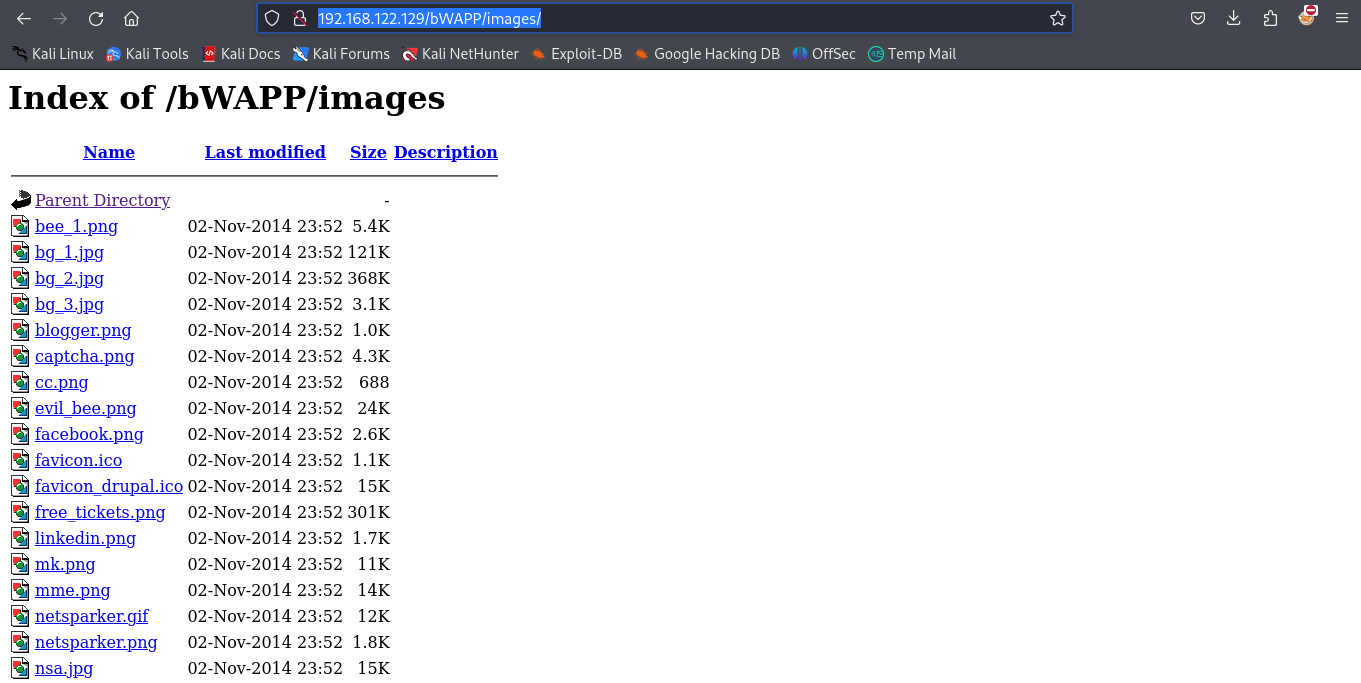 192.168.122.129/bWAPP/images/
Kali Linux Kali Tools Kali Docs Kali Forums Kali NetHunter Exploit-DB Google Hacking DB OffSec Temp Mail
Index of /bWAPP/images
Name Last modified Size Description
Parent Directory -
bee_1.png 02-Nov-2014 23:52 5.4K
bg_1.jpg 02-Nov-2014 23:52 121K
bg_2.jpg 02-Nov-2014 23:52 368K
bg_3.jpg 02-Nov-2014 23:52 3.1K
blogger.png 02-Nov-2014 23:52 1.0K
captcha.png 02-Nov-2014 23:52 4.3K
cc.png 02-Nov-2014 23:52 688
evil_bee.png 02-Nov-2014 23:52 24K
facebook.png 02-Nov-2014 23:52 2.6K
favicon.ico 02-Nov-2014 23:52 1.1K
favicon_drupal.ico 02-Nov-2014 23:52 15K
free_tickets.png 02-Nov-2014 23:52 301K
linkedin.png 02-Nov-2014 23:52 1.7K
mk.png 02-Nov-2014 23:52 11K
mme.png 02-Nov-2014 23:52 14K
netsparker.gif 02-Nov-2014 23:52 12K
netsparker.png 02-Nov-2014 23:52 1.8K
nsa.jpg 02-Nov-2014 23:52 15K